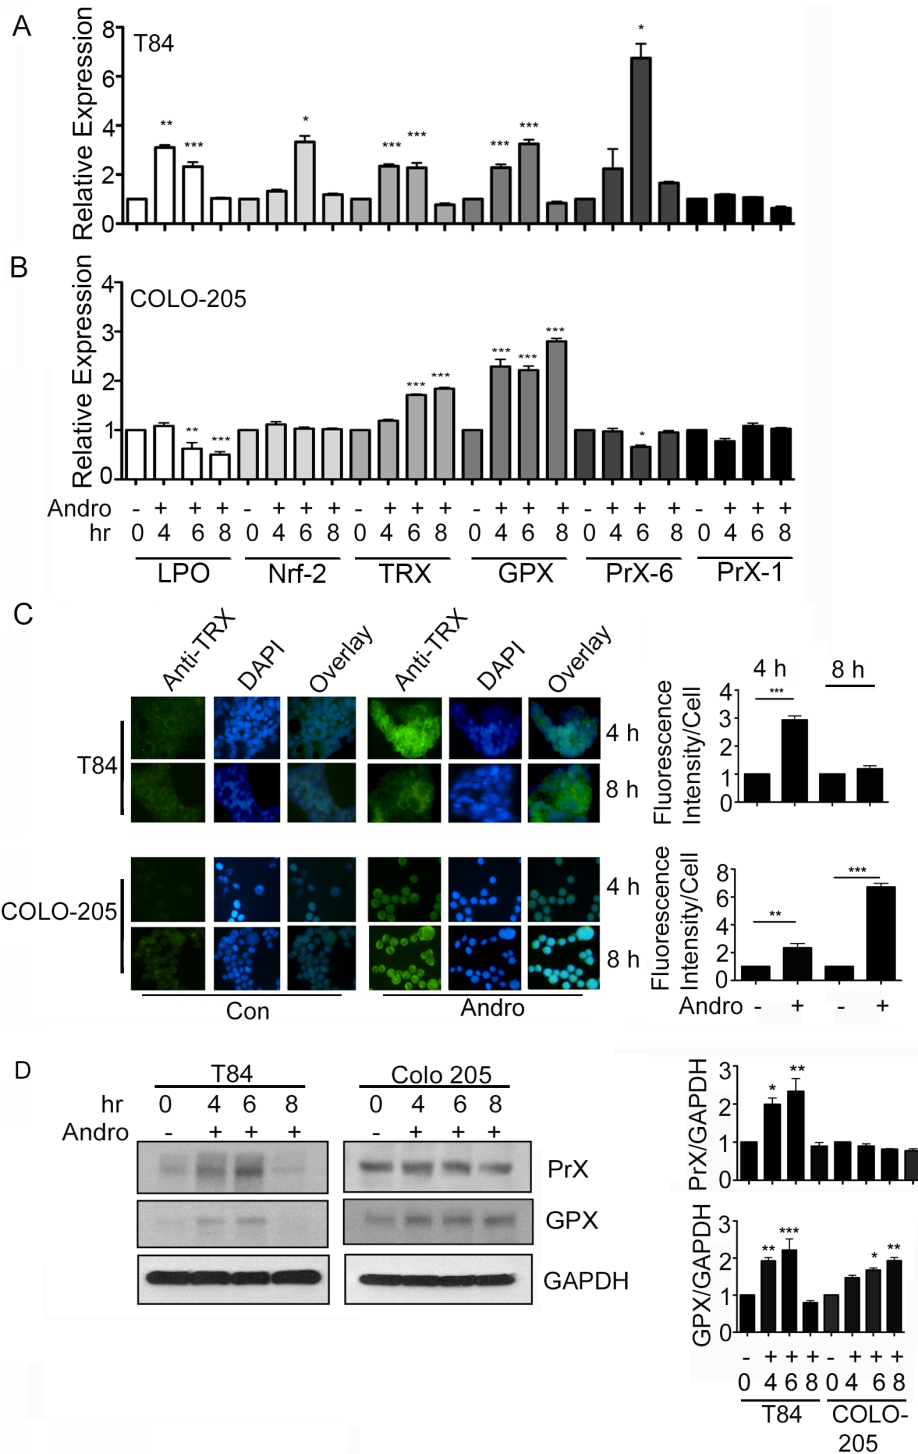 A
T84
Relative Expression
8
6
4
2
0
** *** * *** *** *** *** *
B
COLO-205
Relative Expression
4
3
2
1
0
** *** *** *** *** *** *** *
Andro - + + + - + + + - + + + - + + + - + + + - + + +
hr 0 4 6 8 0 4 6 8 0 4 6 8 0 4 6 8 0 4 6 8 0 4 6 8
LPO Nrf-2 TRX GPX PrX-6 PrX-1
C
Anti-TRX DAPI Overlay Anti-TRX DAPI Overlay
T84
4 h
8 h
COLO-205
4 h
8 h
Con Andro
4 h 8 h
Fluorescence
Intensity/Cell
4
3
2
1
0
***
Fluorescence
Intensity/Cell
8
6
4
2
0
** ***
Andro - + - +
D
T84 Colo 205
hr 0 4 6 8 0 4 6 8
Andro - + + + - + + +
PrX
GPX
GAPDH
PrX/GAPDH
3
2
1
0
* **
GPX/GAPDH
3
2
1
0
** *** * **
- + + + - + + +
0 4 6 8 0 4 6 8
T84 COLO-
205